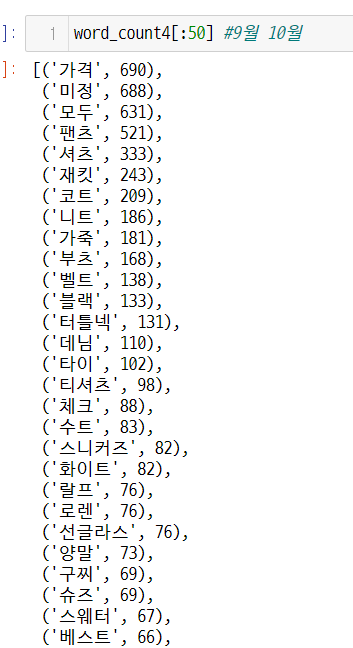 ]: 1 word_count4[:50] #9월 10월
]: [('가격', 690),
('미정', 688),
('모두', 631),
('팬츠', 521),
('셔츠', 333),
('재킷', 243),
('코트', 209),
('니트', 186),
('가죽', 181),
('부츠', 168),
('벨트', 138),
('블랙', 133),
('터틀넥', 131),
('데님', 110),
('타이', 102),
('티셔츠', 98),
('체크', 88),
('수트', 83),
('스니커즈', 82),
('화이트', 82),
('랄프', 76),
('로렌', 76),
('선글라스', 76),
('양말', 73),
('구찌', 69),
('슈즈', 69),
('스웨터', 67),
('베스트', 66),